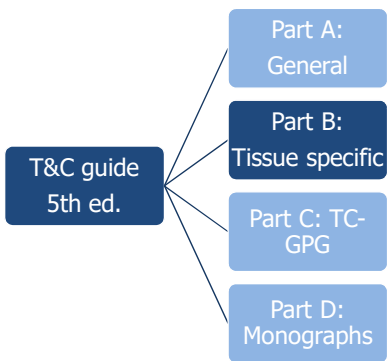 T&C guide
5th ed.
Part A:
General
Part B:
Tissue specific
Part C: TC-
GPG
Part D:
Monographs